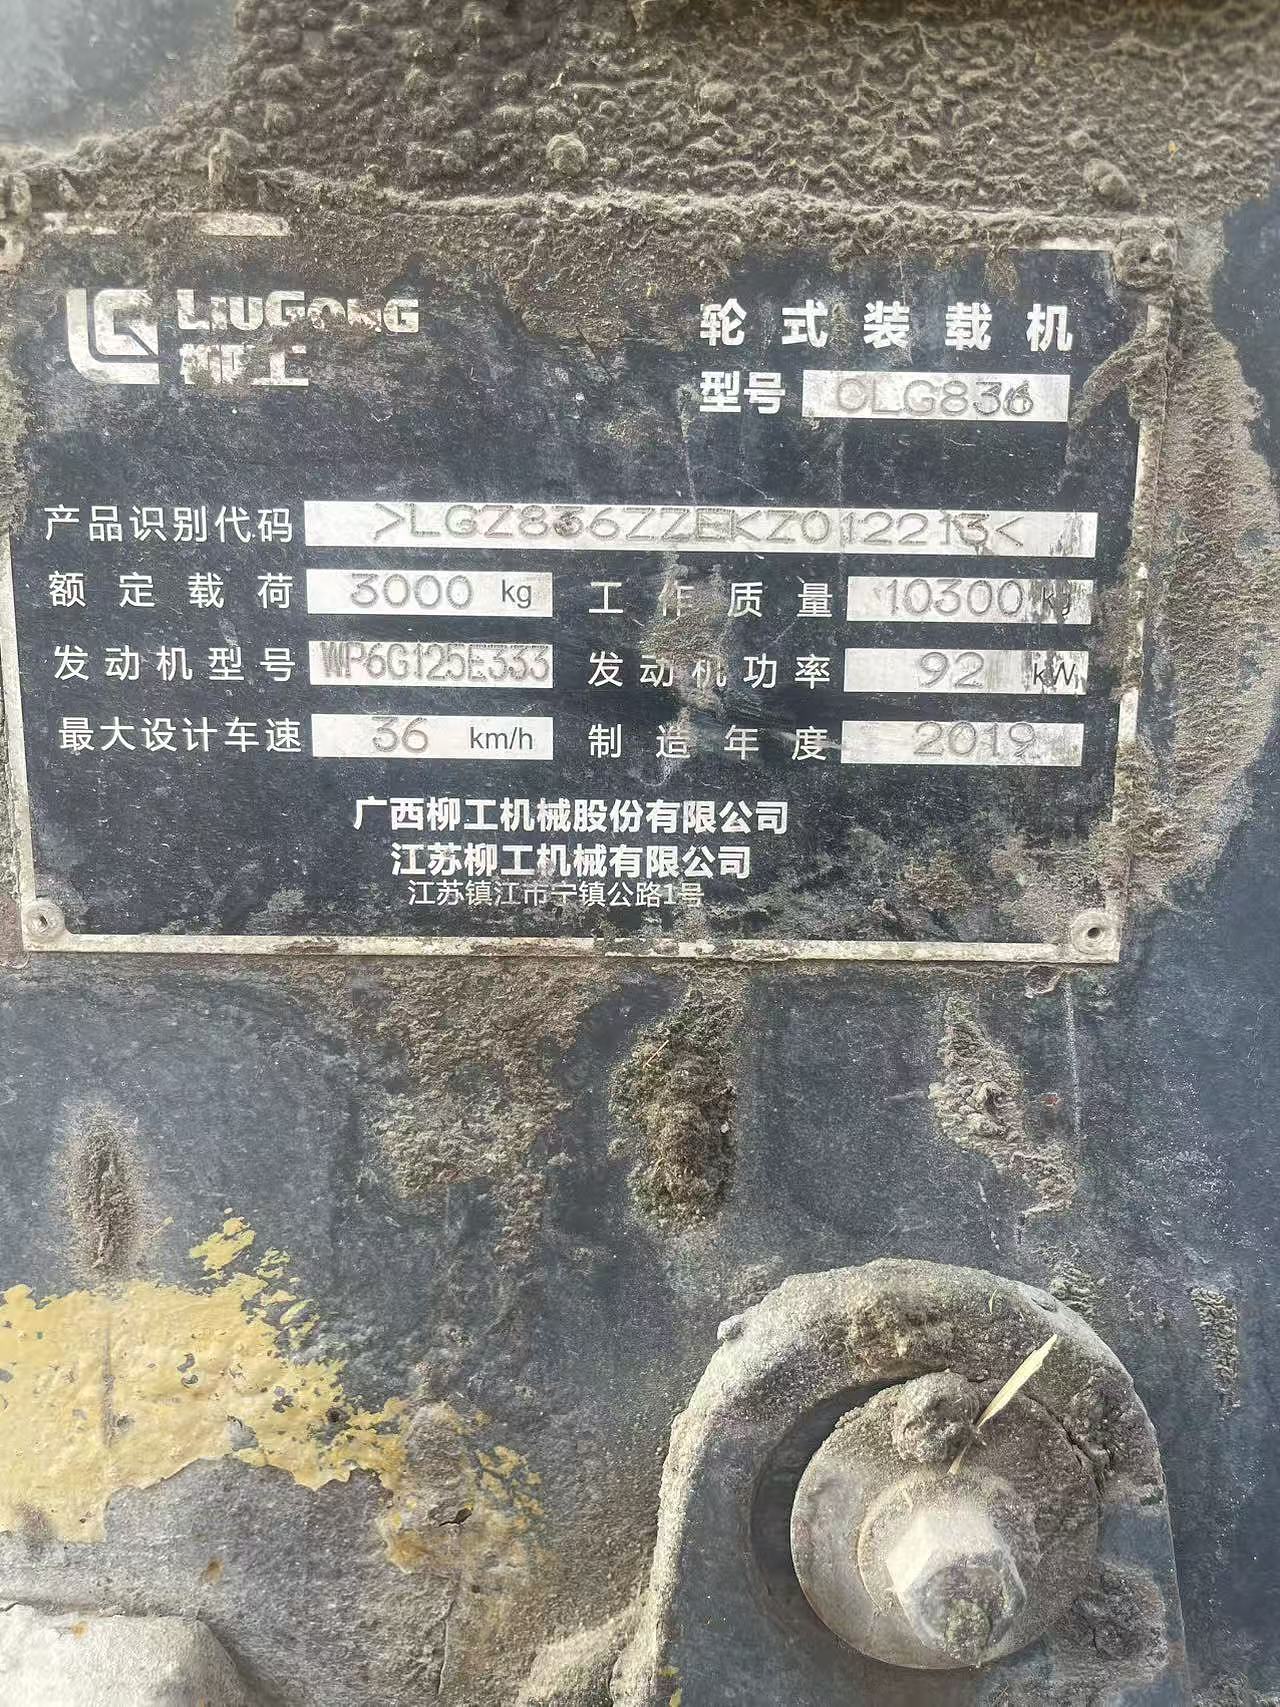 LIUGONG
柳工
轮式装载机
型号 CLG836
产品识别代码 >LGZ836ZZEKZ012213<
额定载荷 3000 kg 工作质量 10300 kg
发动机型号 WP6G125E333 发动机功率 92 kW
最大设计车速 36 km/h 制造年度 2019
广西柳工机械股份有限公司
江苏柳工机械有限公司
江苏镇江市宁镇公路1号